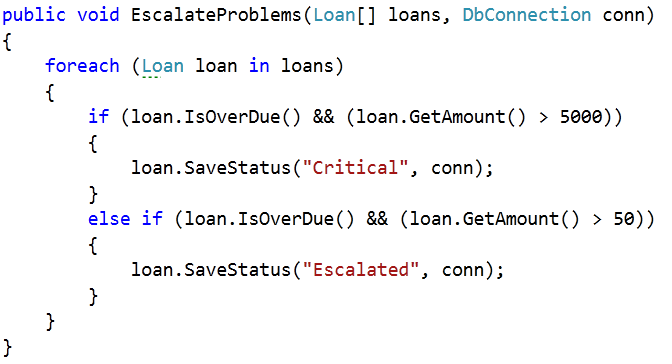 public void EscalateProblems(Loan[] loans, DbConnection conn)
{
    foreach (Loan loan in loans)
    {
        if (loan.IsOverDue() && (loan.GetAmount() > 5000))
        {
            loan.SaveStatus("Critical", conn);
        }
        else if (loan.IsOverDue() && (loan.GetAmount() > 50))
        {
            loan.SaveStatus("Escalated", conn);
        }
    }
}